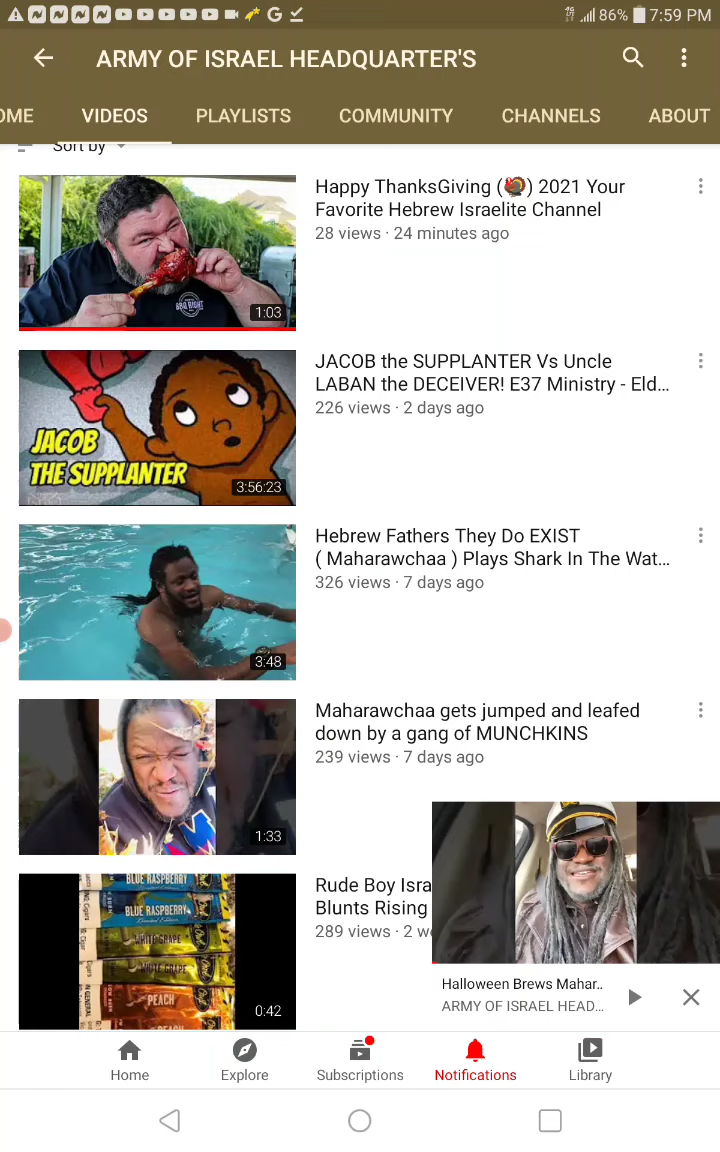 86% 7:59 PM
ARMY OF ISRAEL HEADQUARTER'S
OME VIDEOS PLAYLISTS COMMUNITY CHANNELS ABOUT
Sort by
Happy ThanksGiving (🦃) 2021 Your
Favorite Hebrew Israelite Channel
28 views · 24 minutes ago
BBQ RIGHT
1:03
JACOB the SUPPLANTER Vs Uncle
LABAN the DECEIVER! E37 Ministry - Eld...
226 views · 2 days ago
JACOB
THE SUPPLANTER
3:56:23
Hebrew Fathers They Do EXIST
( Maharawchaa ) Plays Shark In The Wat...
326 views · 7 days ago
3:48
Maharawchaa gets jumped and leafed
down by a gang of MUNCHKINS
239 views · 7 days ago
1:33
Rude Boy Isra
Blunts Rising
289 views · 2 w
BLUE RASPBERRY
BLUE RASPBERRY
WHITE GRAPE
WHITE GRAPE
PEACH
0:42
Halloween Brews Mahar..
ARMY OF ISRAEL HEAD...
Home Explore Subscriptions Notifications Library